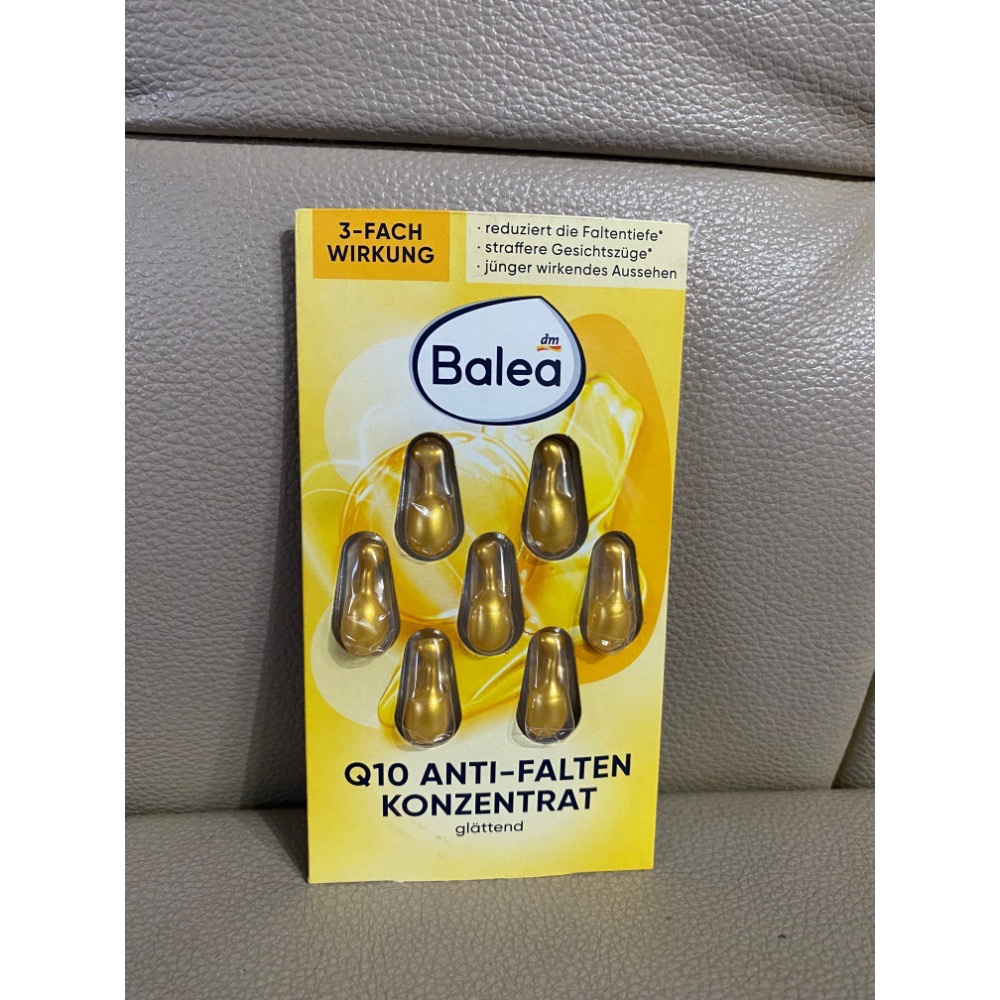 3-FACH
WIRKUNG
· reduziert die Faltentiefe*
· straffere Gesichtszüge*
· jünger wirkendes Aussehen
dm
Balea
Q10 ANTI-FALTEN
KONZENTRAT
glättend